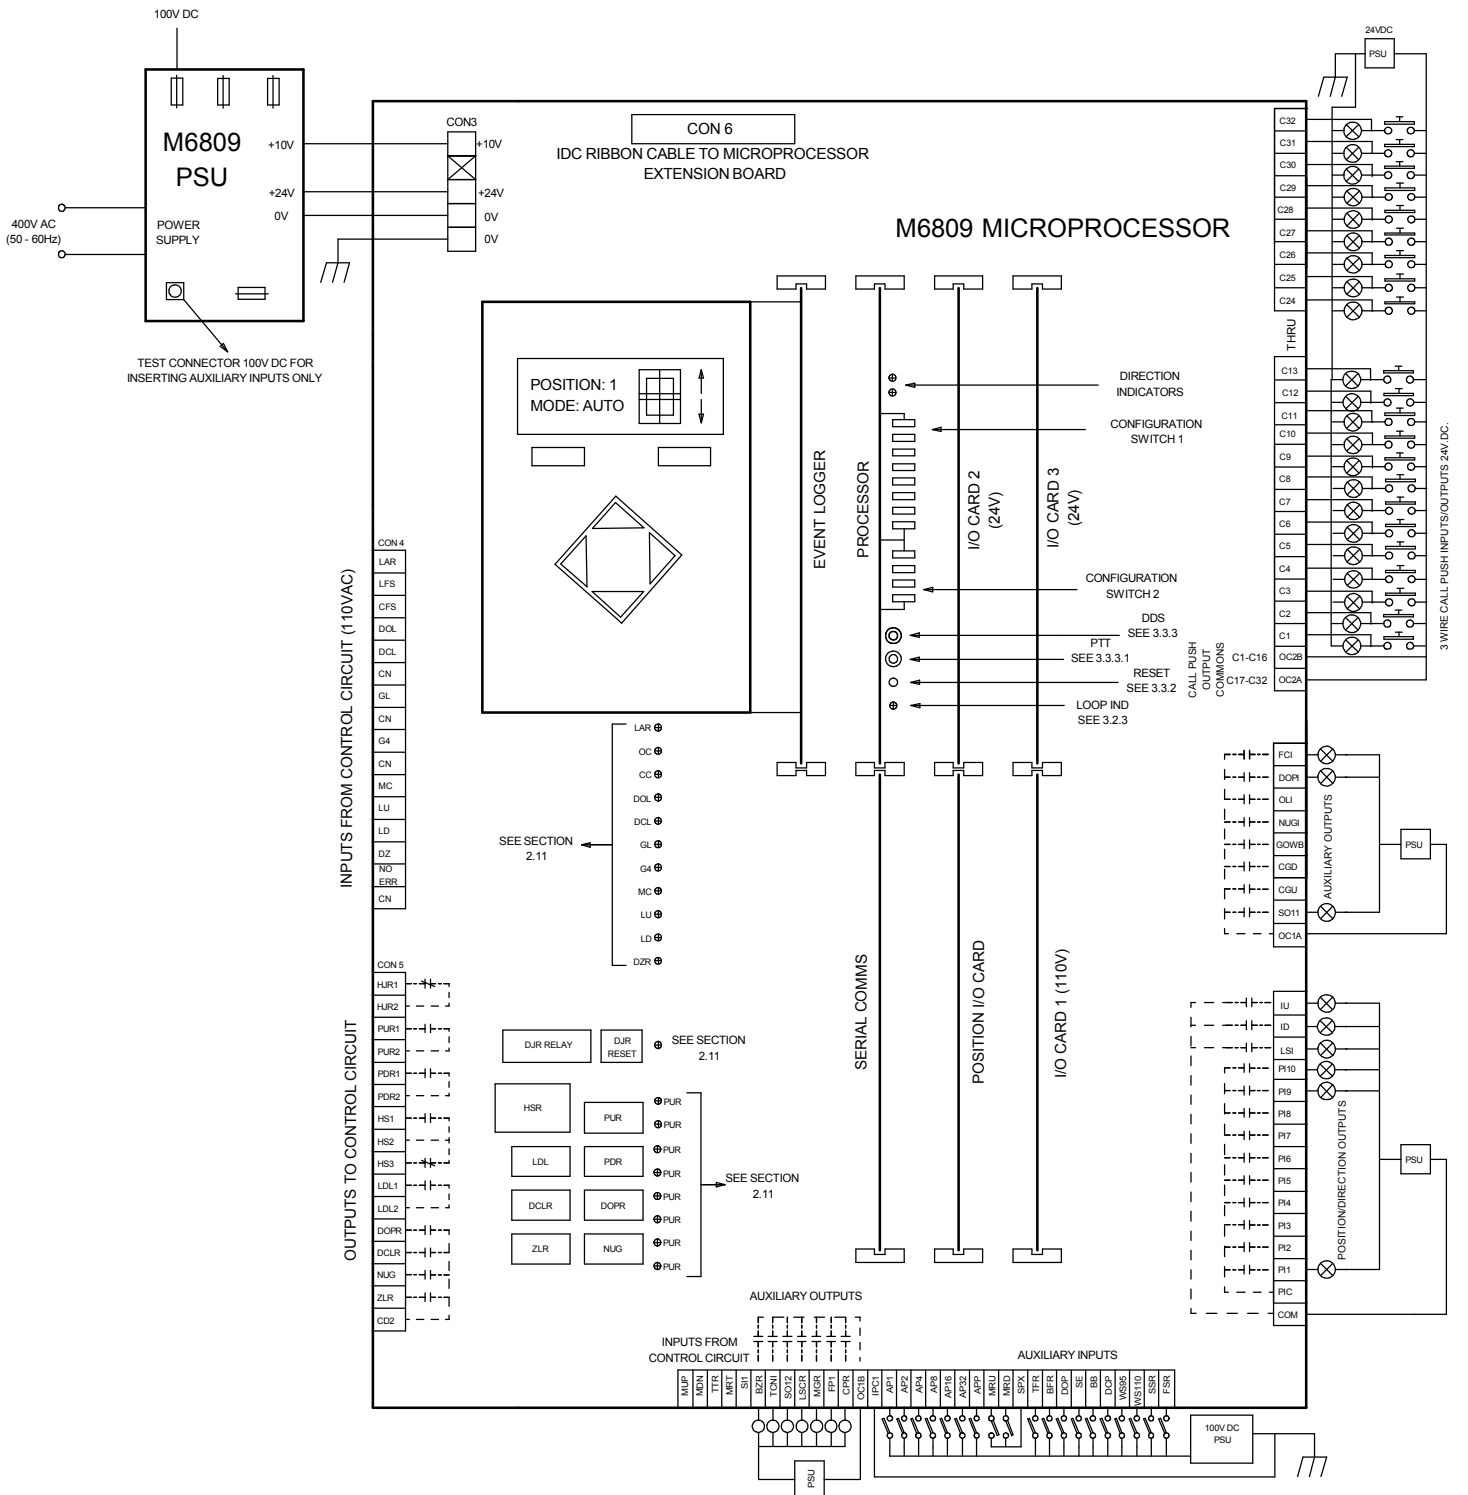 100V DC
M6809
PSU
+10V
+24V
0V
POWER
SUPPLY
400V AC
(50 - 60Hz)
TEST CONNECTOR 100V DC FOR
INSERTING AUXILIARY INPUTS ONLY
CON3
+10V
+24V
0V
0V
CON 6
IDC RIBBON CABLE TO MICROPROCESSOR
EXTENSION BOARD
M6809 MICROPROCESSOR
POSITION: 1
MODE: AUTO
EVENT LOGGER
PROCESSOR
I/O CARD 2
(24V)
I/O CARD 3
(24V)
DIRECTION
INDICATORS
CONFIGURATION
SWITCH 1
CONFIGURATION
SWITCH 2
DDS
SEE 3.3.3
PTT
SEE 3.3.3.1
RESET
SEE 3.3.2
LOOP IND
SEE 3.2.3
24VDC
PSU
C32
C31
C30
C29
C28
C27
C26
C25
C24
THRU
C13
C12
C11
C10
C9
C8
C7
C6
C5
C4
C3
C2
C1
OC2B
OC2A
C1-C16
C17-C32
CALL PUSH
OUTPUT
COMMONS
3 WIRE CALL PUSH INPUTS/OUTPUTS 24V.DC.
INPUTS FROM CONTROL CIRCUIT (110VAC)
CON 4
LAR
LFS
CFS
DOL
DCL
CN
GL
CN
G4
CN
MC
LU
LD
DZ
NO
ERR
CN
SEE SECTION
2.11
LAR
OC
CC
DOL
DCL
GL
G4
MC
LU
LD
DZR
SERIAL COMMS
POSITION I/O CARD
I/O CARD 1 (110V)
FCI
DOPI
OLI
NUGI
GOWB
CGD
CGU
SO11
OC1A
AUXILIARY OUTPUTS
PSU
OUTPUTS TO CONTROL CIRCUIT
CON 5
HJR1
HJR2
PUR1
PUR2
PDR1
PDR2
HS1
HS2
HS3
LDL1
LDL2
DOPR
DCLR
NUG
ZLR
CD2
DJR RELAY
DJR
RESET
SEE SECTION
2.11
HSR
PUR
LDL
PDR
DCLR
DOPR
ZLR
NUG
PUR
PUR
PUR
PUR
PUR
PUR
PUR
PUR
SEE SECTION
2.11
IU
ID
LSI
PI10
PI9
PI8
PI7
PI6
PI5
PI4
PI3
PI2
PI1
PIC
COM
POSITION/DIRECTION OUTPUTS
PSU
AUXILIARY OUTPUTS
INPUTS FROM
CONTROL CIRCUIT
AUXILIARY INPUTS
MUP
MDN
TTR
MRT
SI1
BZR
TCNI
SO12
LSCR
MGR
FP1
CPR
OC1B
IPC1
AP1
AP2
AP4
AP8
AP16
AP32
APP
MRU
MRD
SPX
TFR
BFR
DOP
SE
BB
DCP
WS95
WS110
SSR
FSR
PSU
100V DC
PSU